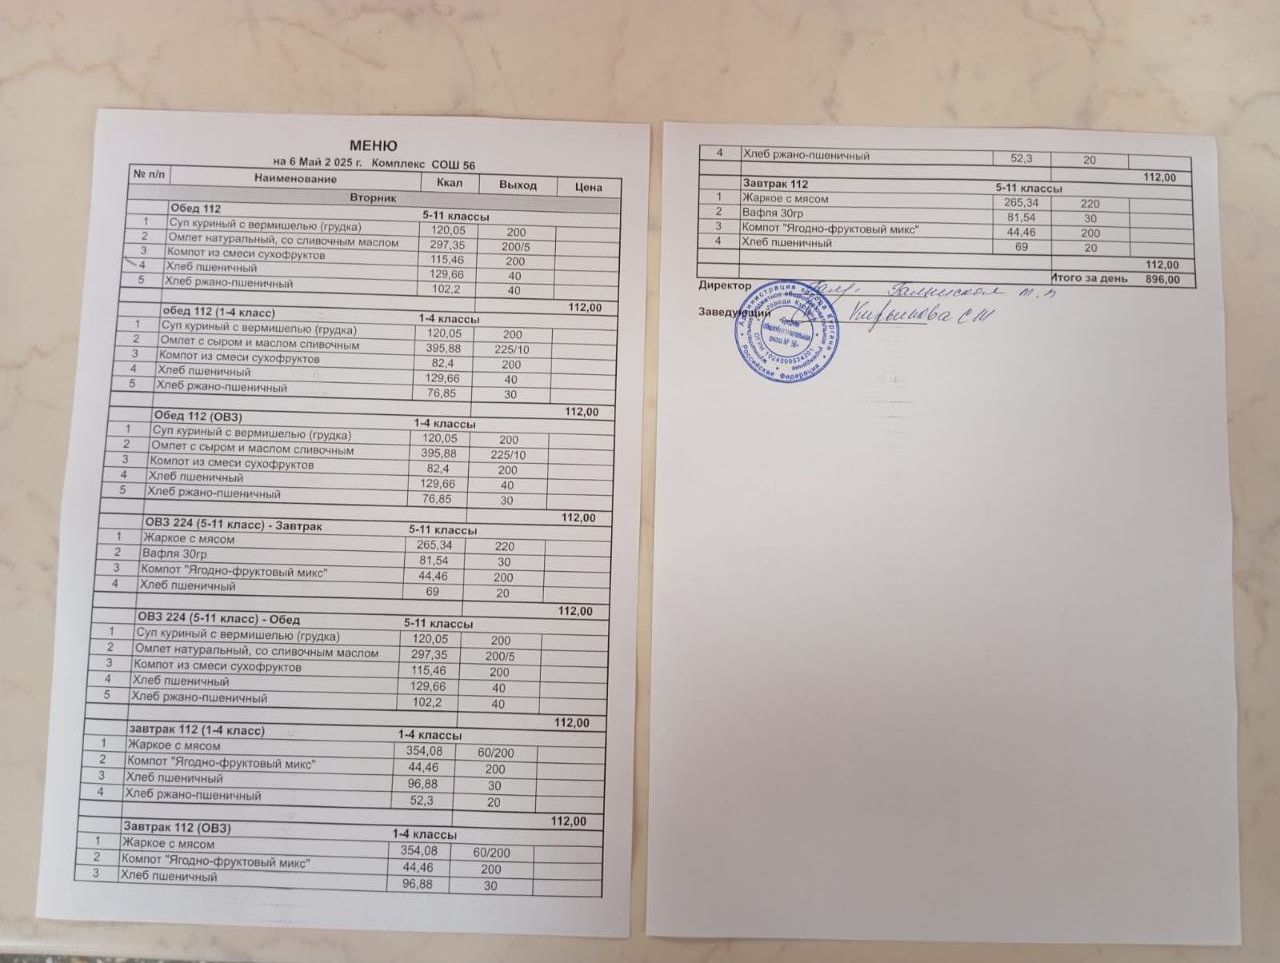 МЕНЮ
на 6 Май 2 025 г. Комплекс СОШ 56
№ п/п Наименование Ккал Выход Цена
Вторник
Обед 112 5-11 классы
1 Суп куриный с вермишелью (грудка) 120,05 200
2 Омлет натуральный, со сливочным маслом 297,35 200/5
3 Компот из смеси сухофруктов 115,46 200
4 Хлеб пшеничный 129,66 40
5 Хлеб ржано-пшеничный 102,2 40
112,00
обед 112 (1-4 класс) 1-4 классы
1 Суп куриный с вермишелью (грудка) 120,05 200
2 Омлет с сыром и маслом сливочным 395,88 225/10
3 Компот из смеси сухофруктов 82,4 200
4 Хлеб пшеничный 129,66 40
5 Хлеб ржано-пшеничный 76,85 30
112,00
Обед 112 (ОВЗ) 1-4 классы
1 Суп куриный с вермишелью (грудка) 120,05 200
2 Омлет с сыром и маслом сливочным 395,88 225/10
3 Компот из смеси сухофруктов 82,4 200
4 Хлеб пшеничный 129,66 40
5 Хлеб ржано-пшеничный 76,85 30
112,00
ОВЗ 224 (5-11 класс) - Завтрак 5-11 классы
1 Жаркое с мясом 265,34 220
2 Вафля 30гр 81,54 30
3 Компот "Ягодно-фруктовый микс" 44,46 200
4 Хлеб пшеничный 69 20
112,00
ОВЗ 224 (5-11 класс) - Обед 5-11 классы
1 Суп куриный с вермишелью (грудка) 120,05 200
2 Омлет натуральный, со сливочным маслом 297,35 200/5
3 Компот из смеси сухофруктов 115,46 200
4 Хлеб пшеничный 129,66 40
5 Хлеб ржано-пшеничный 102,2 40
112,00
завтрак 112 (1-4 класс) 1-4 классы
1 Жаркое с мясом 354,08 60/200
2 Компот "Ягодно-фруктовый микс" 44,46 200
3 Хлеб пшеничный 96,88 30
4 Хлеб ржано-пшеничный 52,3 20
112,00
Завтрак 112 (ОВЗ) 1-4 классы
1 Жаркое с мясом 354,08 60/200
2 Компот "Ягодно-фруктовый микс" 44,46 200
3 Хлеб пшеничный 96,88 30
4 Хлеб ржано-пшеничный 52,3 20
112,00
Завтрак 112 5-11 классы
1 Жаркое с мясом 265,34 220
2 Вафля 30гр 81,54 30
3 Компот "Ягодно-фруктовый микс" 44,46 200
4 Хлеб пшеничный 69 20
112,00
Итого за день 896,00
Директор
Заведующий
Администрация города Кургана
города Кургана
школа № 56
Российская Федерация